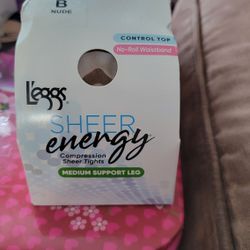 B
NUDE
CONTROL TOP
No-Roll Waistband
L'eggs
SHEER
energy
Compression
Sheer Tights
MEDIUM SUPPORT LEG